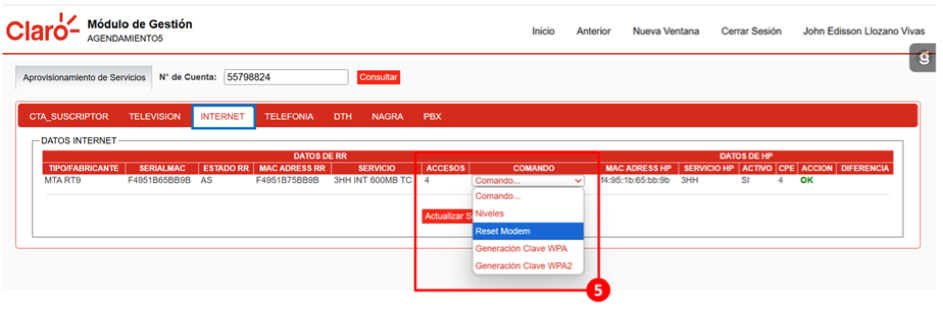 Claro Módulo de Gestión
AGENDAMIENTO5
Inicio Anterior Nueva Ventana Cerrar Sesión John Edisson Llozano Vivas
g
Aprovisionamiento de Servicios N° de Cuenta: 55798824 Consultar
CTA_SUSCRIPTOR TELEVISION INTERNET TELEFONIA DTH NAGRA PBX
DATOS INTERNET
DATOS DE RR DATOS DE HP
TIPO/FABRICANTE SERIALMAC ESTADO RR MAC ADRESS RR SERVICIO ACCESOS COMANDO MAC ADRESS HP SERVICIO HP ACTIVO CPE ACCION DIFERENCIA
MTA RT9 F4951B65BB9B AS F4951B75BB9B 3HH INT 600MB TC 4 Comando... f4:95:1b:65:bb:9b 3HH SI 4 OK
Comando...
Actualizar S Niveles
Reset Modem
Generación Clave WPA
Generación Clave WPA2
5